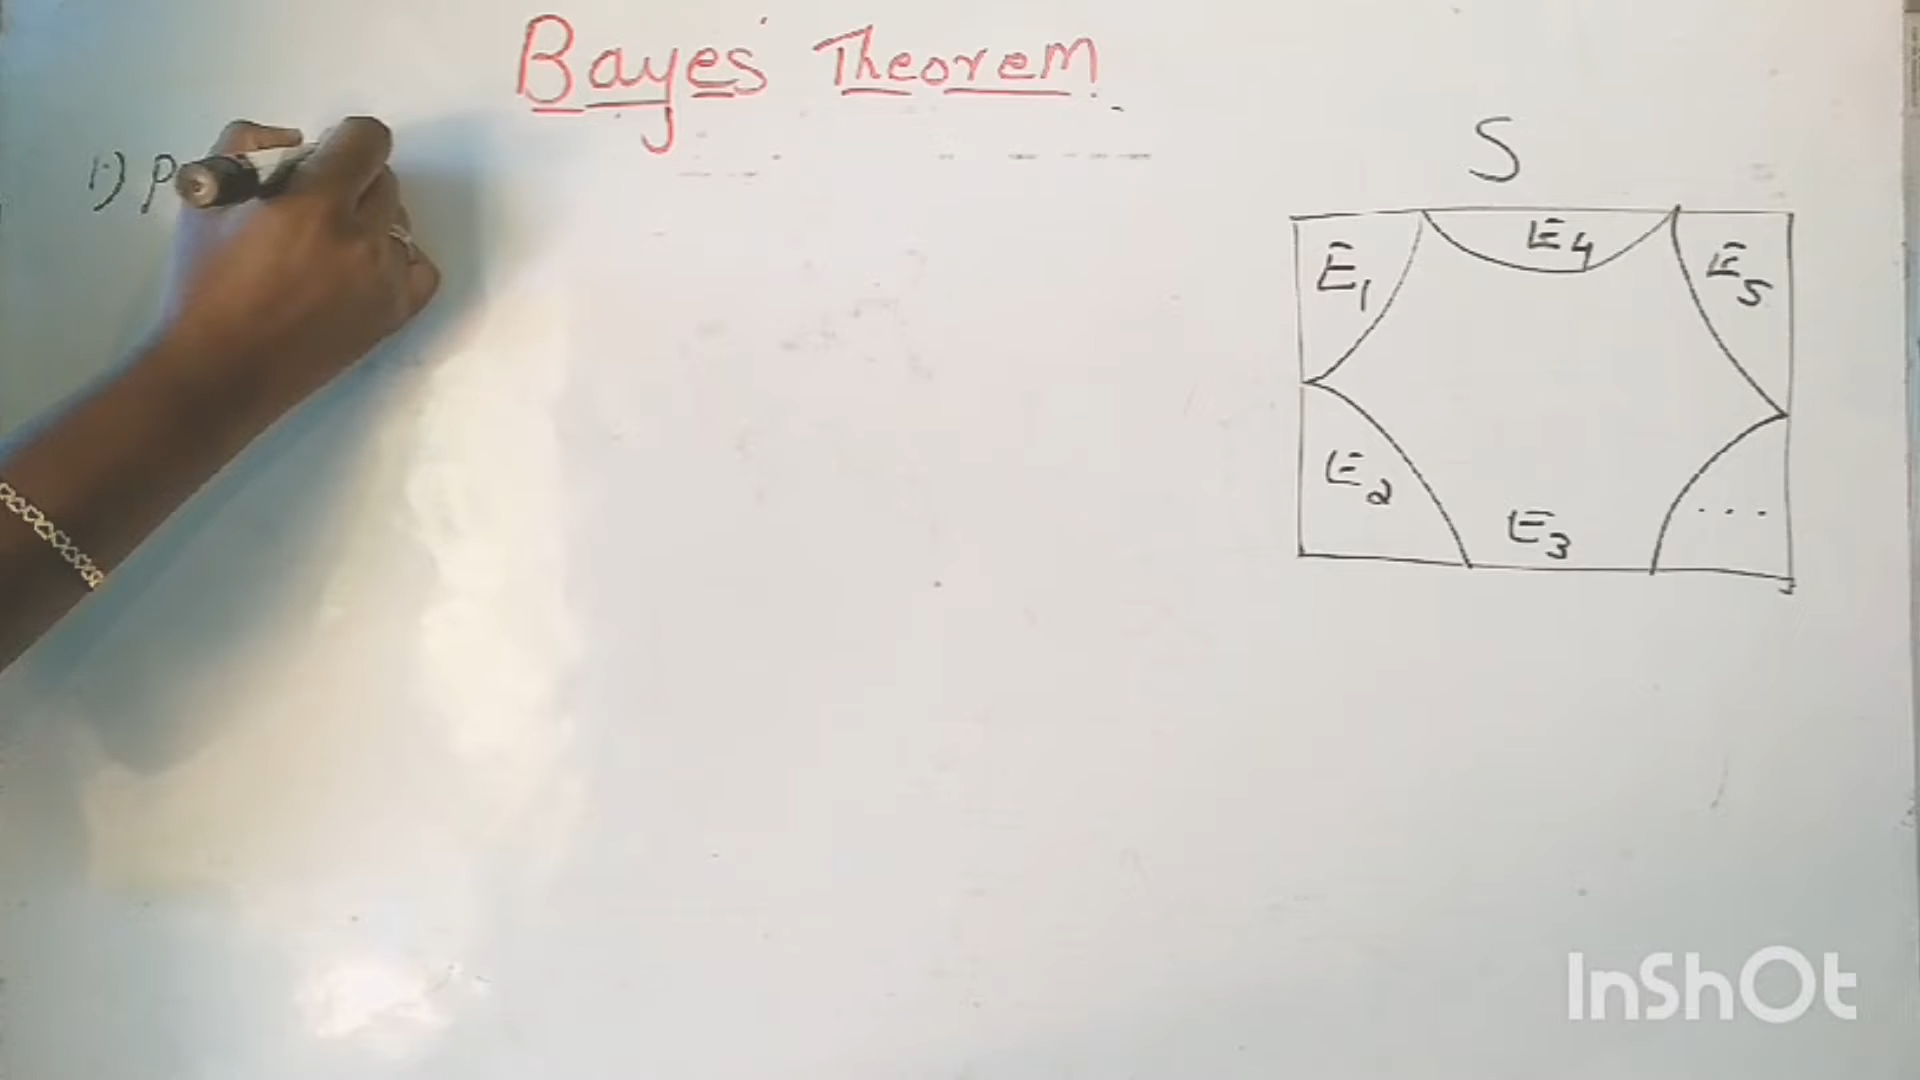 Bayes' Theorem.
1) P
S
E1
E4
E5
E2
E3
...
InShOt